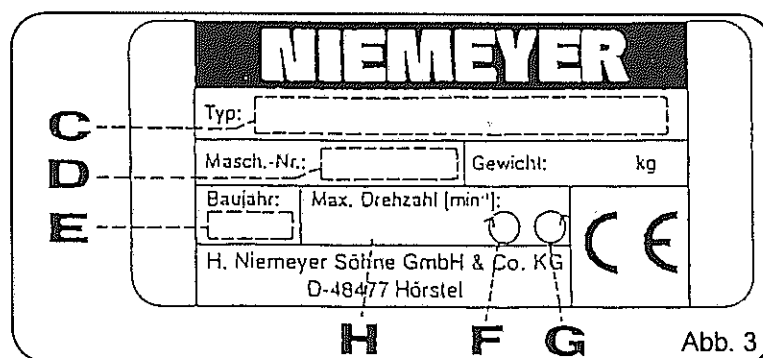 NIEMEYER
C
Typ:
D
Masch.-Nr.:
Gewicht: kg
E
Baujahr:
Max. Drehzahl (min⁻¹):
CE
H. Niemeyer Söhne GmbH & Co. KG
D-48477 Hörstel
H F G
Abb. 3